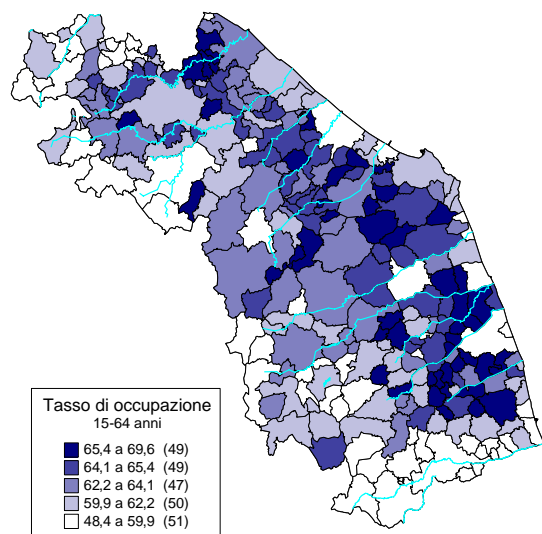 Tasso di occupazione
15-64 anni
65,4 a 69,6 (49)
64,1 a 65,4 (49)
62,2 a 64,1 (47)
59,9 a 62,2 (50)
48,4 a 59,9 (51)